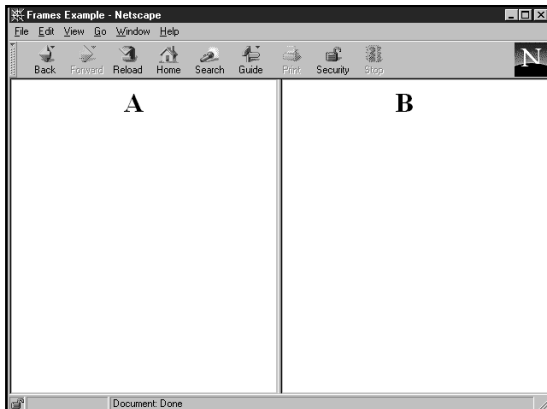 Frames Example - Netscape
File Edit View Go Window Help
Back Forward Reload Home Search Guide Print Security Stop
N
A B
Document: Done